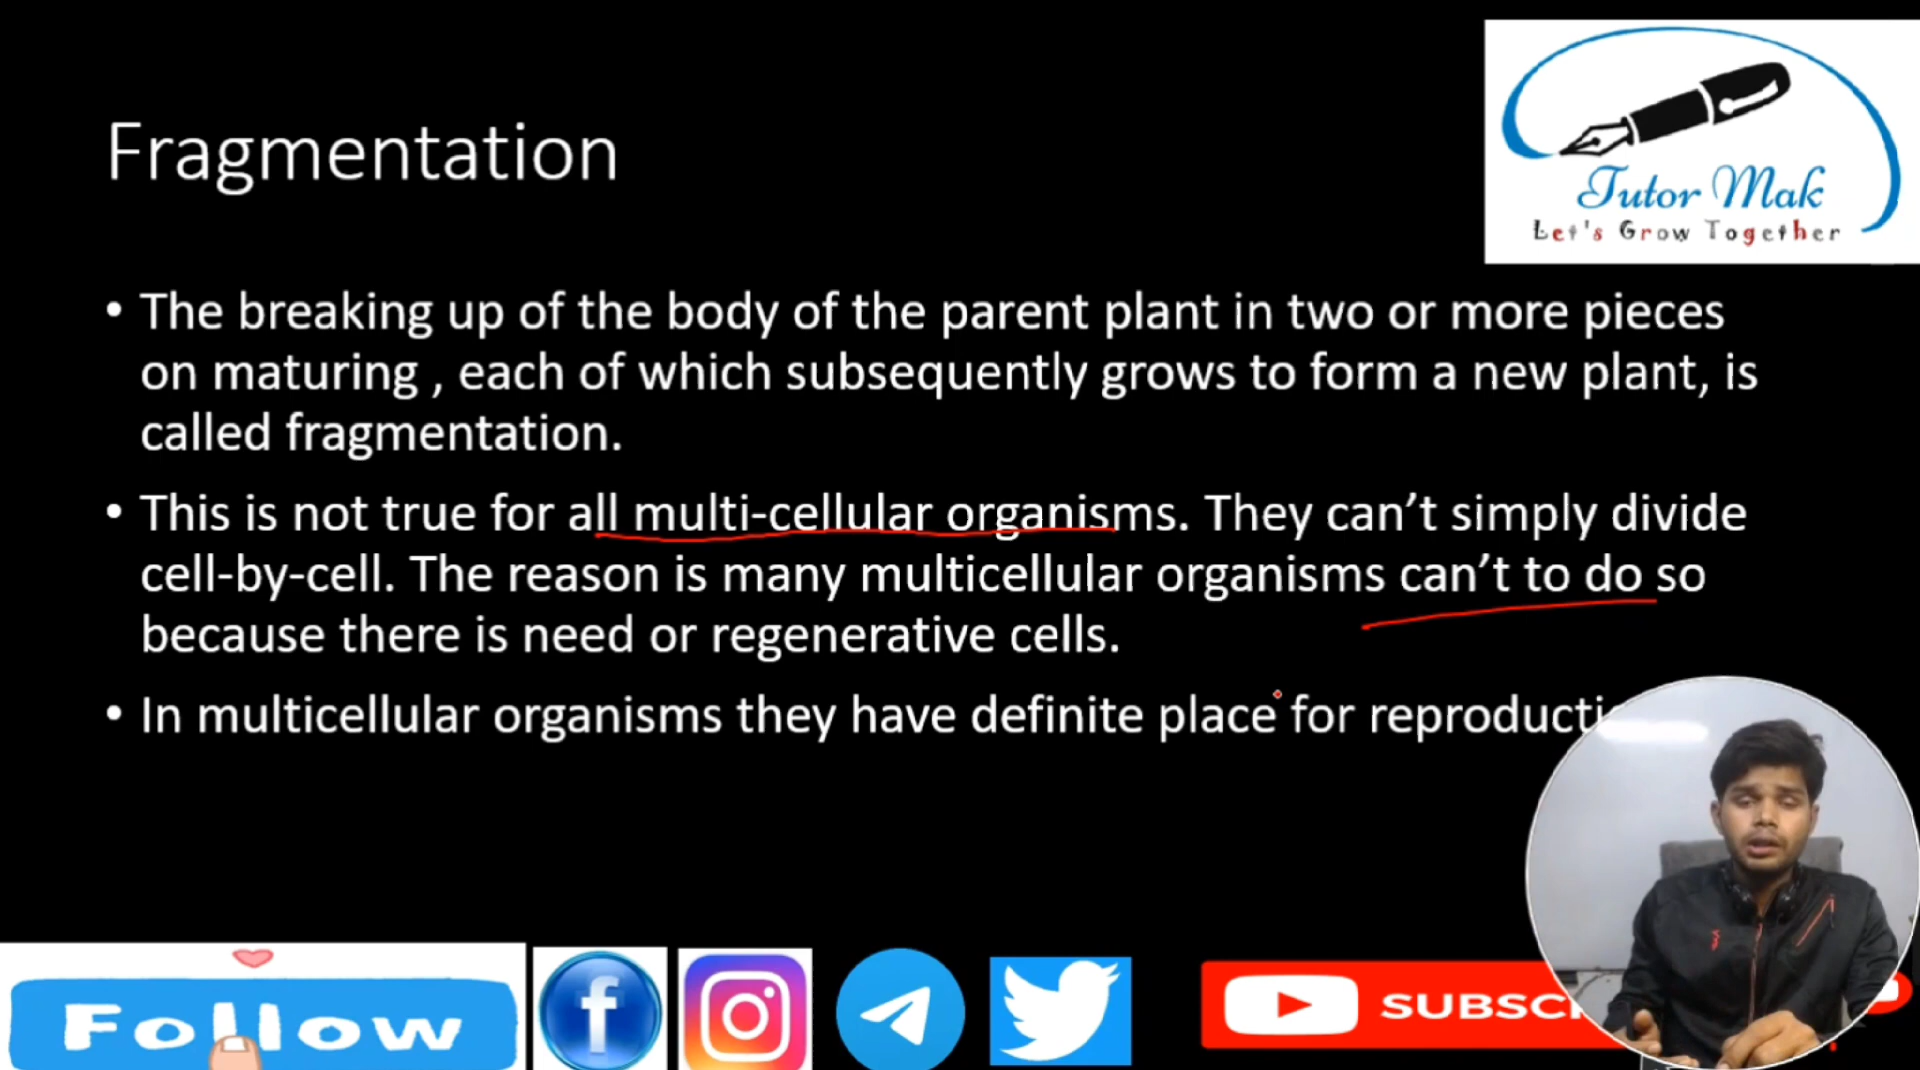 Tutor Mak
Let's Grow Together
Fragmentation
• The breaking up of the body of the parent plant in two or more pieces
on maturing , each of which subsequently grows to form a new plant, is
called fragmentation.
• This is not true for all multi-cellular organisms. They can't simply divide
cell-by-cell. The reason is many multicellular organisms can't to do so
because there is need or regenerative cells.
• In multicellular organisms they have definite place for
Follow